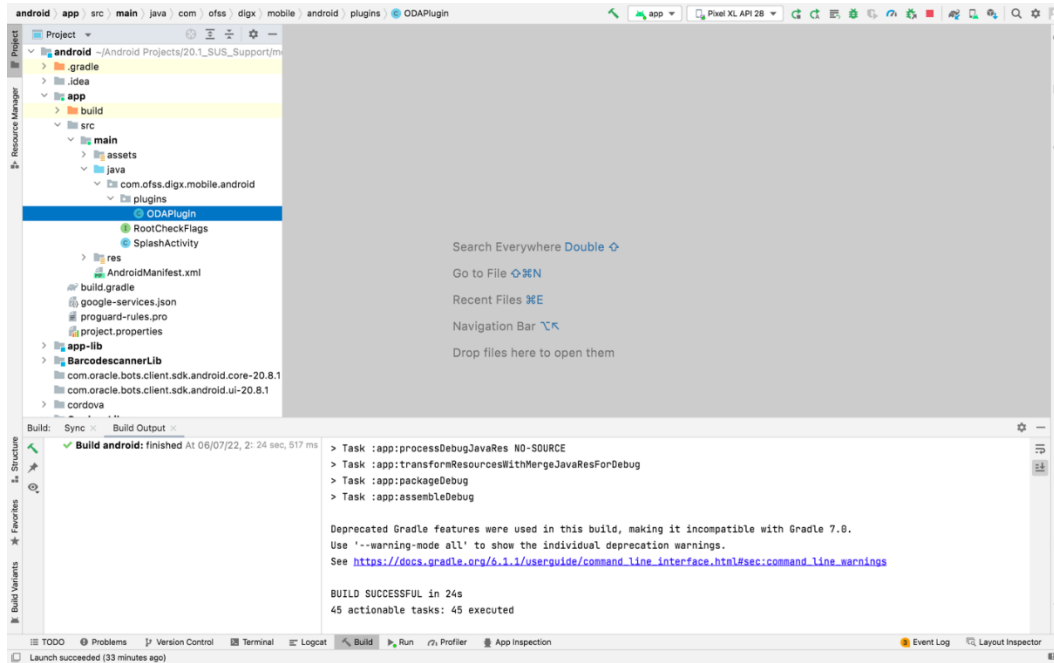 android app src main java com ofss digx mobile android plugins ODAPlugin
app Pixel XL API 28
Project
android ~/Android Projects/20.1_SUS_Support/m
.gradle
.idea
app
build
src
main
assets
java
com.ofss.digx.mobile.android
plugins
ODAPlugin
RootCheckFlags
SplashActivity
res
AndroidManifest.xml
build.gradle
google-services.json
proguard-rules.pro
project.properties
app-lib
BarcodescannerLib
com.oracle.bots.client.sdk.android.core-20.8.1
com.oracle.bots.client.sdk.android.ui-20.8.1
cordova
Project
Resource Manager
Search Everywhere Double ⇧
Go to File ⇧⌘N
Recent Files ⌘E
Navigation Bar ⌥↖
Drop files here to open them
Build: Sync Build Output
Build android: finished At 06/07/22, 2: 24 sec, 517 ms
> Task :app:processDebugJavaRes NO-SOURCE
> Task :app:transformResourcesWithMergeJavaResForDebug
> Task :app:packageDebug
> Task :app:assembleDebug
Deprecated Gradle features were used in this build, making it incompatible with Gradle 7.0.
Use '--warning-mode all' to show the individual deprecation warnings.
See https://docs.gradle.org/6.1.1/userguide/command_line_interface.html#sec:command_line_warnings
BUILD SUCCESSFUL in 24s
45 actionable tasks: 45 executed
Structure
Favorites
Build Variants
TODO Problems Version Control Terminal Logcat Build Run Profiler App Inspection Event Log Layout Inspector
Launch succeeded (33 minutes ago)